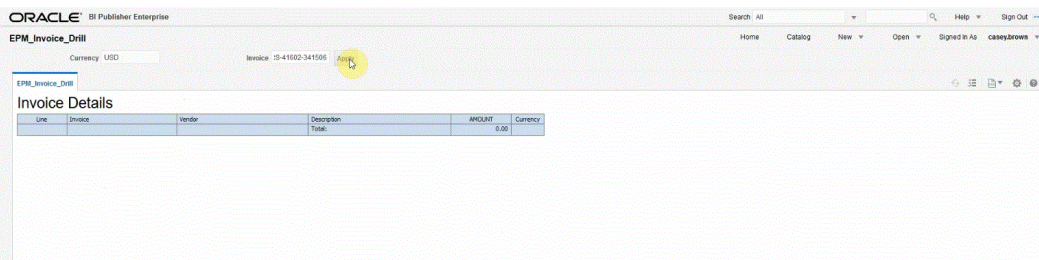 ORACLE BI Publisher Enterprise Search All Help Sign Out
EPM_Invoice_Drill Home Catalog New Open Signed In As casey.brown
Currency USD Invoice :S-41602-341506 Apply
EPM_Invoice_Drill
Invoice Details
Line Invoice Vendor Description AMOUNT Currency
Total: 0.00